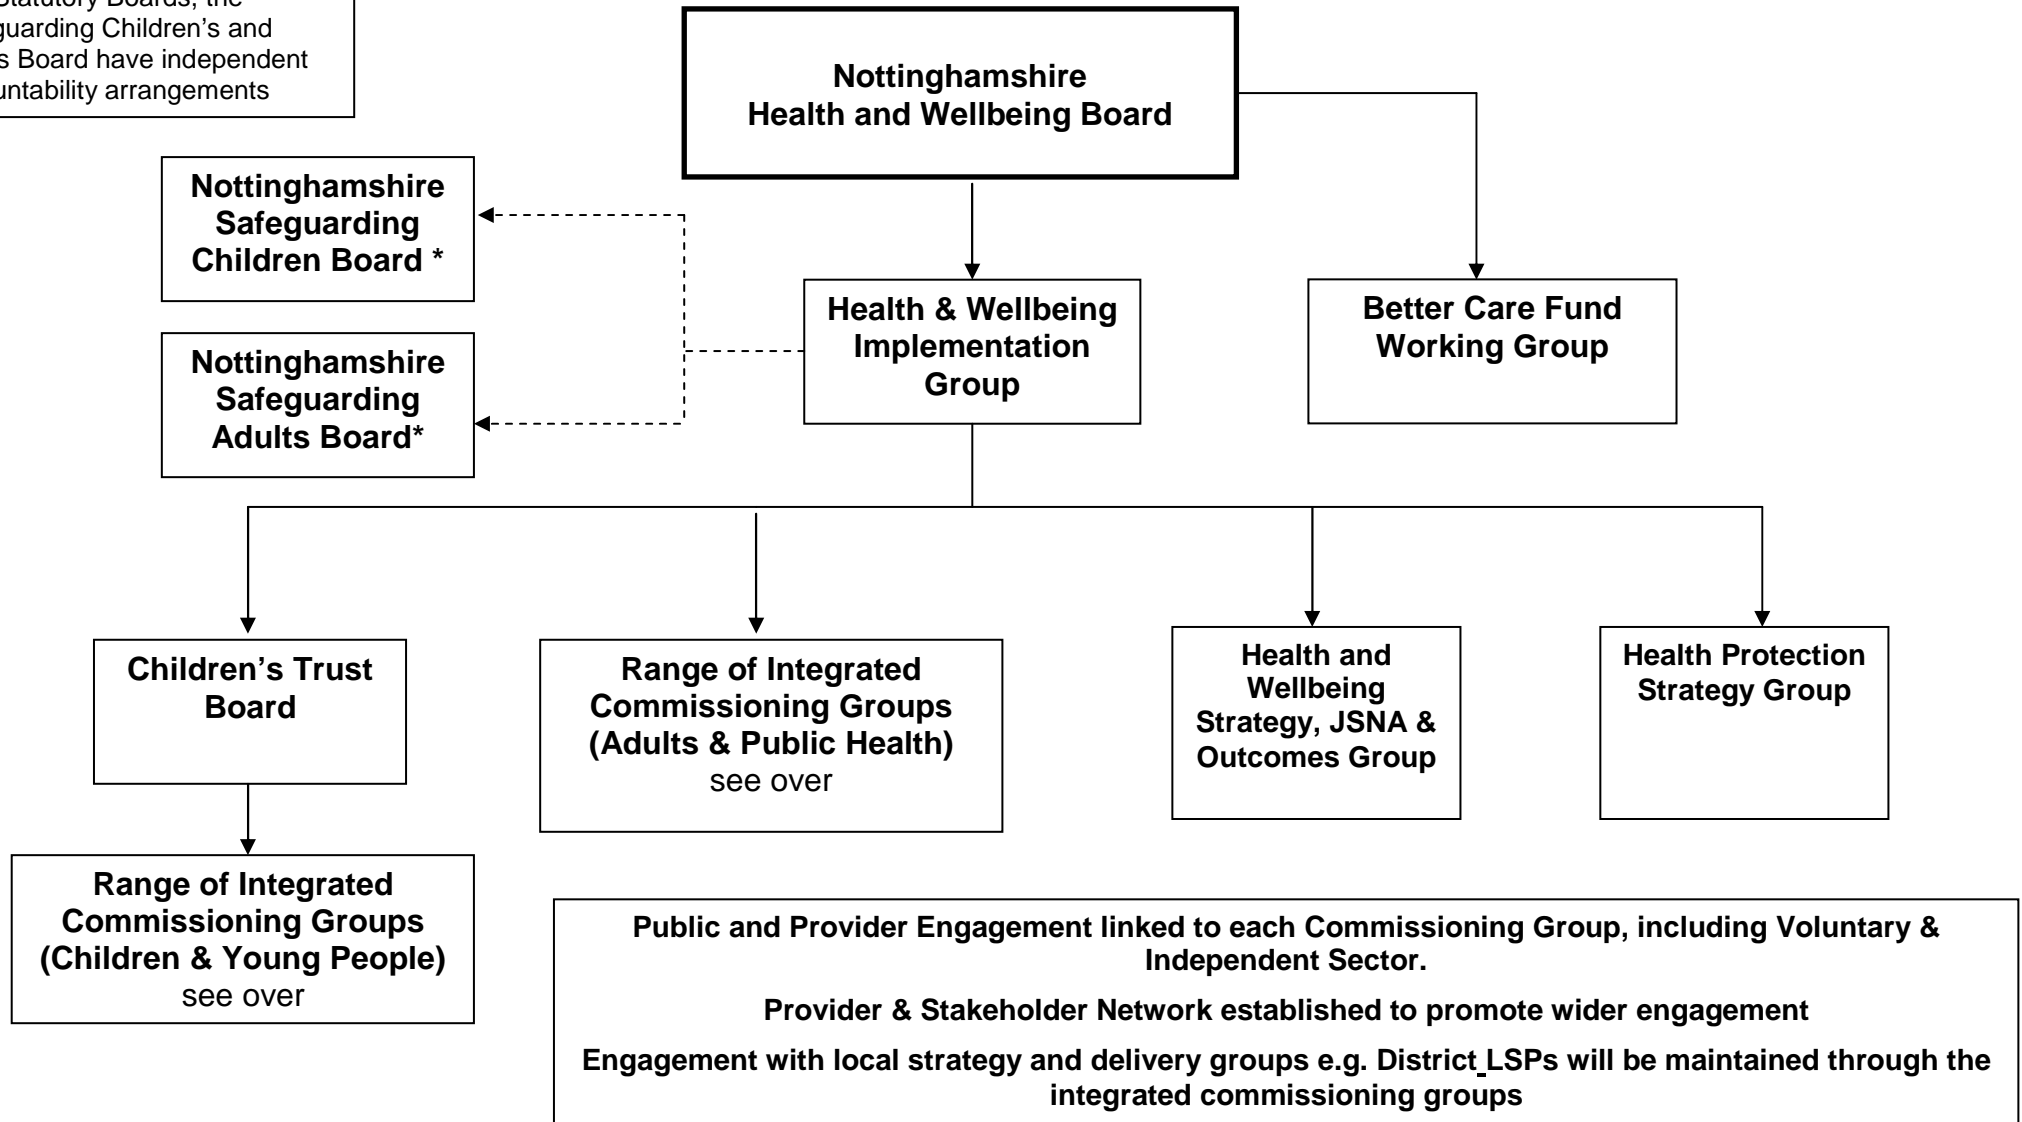 Statutory Boards, the
Children's and
Board have independent
arrangements
Nottinghamshire
Health and Wellbeing Board
Nottinghamshire
Safeguarding
Children Board *
Nottinghamshire
Safeguarding
Adults Board*
Health & Wellbeing
Implementation
Group
Better Care Fund
Working Group
Children’s Trust
Board
Range of Integrated
Commissioning Groups
(Adults & Public Health)
see over
Health and
Wellbeing
Strategy, JSNA &
Outcomes Group
Health Protection
Strategy Group
Range of Integrated
Commissioning Groups
(Children & Young People)
see over
Public and Provider Engagement linked to each Commissioning Group, including Voluntary &
Independent Sector.
Provider & Stakeholder Network established to promote wider engagement
Engagement with local strategy and delivery groups e.g. District LSPs will be maintained through the
integrated commissioning groups